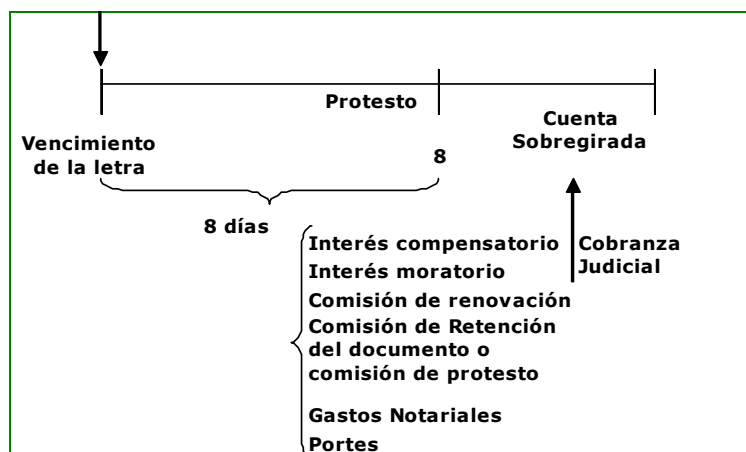 Protesto
Vencimiento
de la letra
8
Cuenta
Sobregirada
8 días
Interés compensatorio
Interés moratorio
Comisión de renovación
Comisión de Retención
del documento o
comisión de protesto
Gastos Notariales
Portes
Cobranza
Judicial